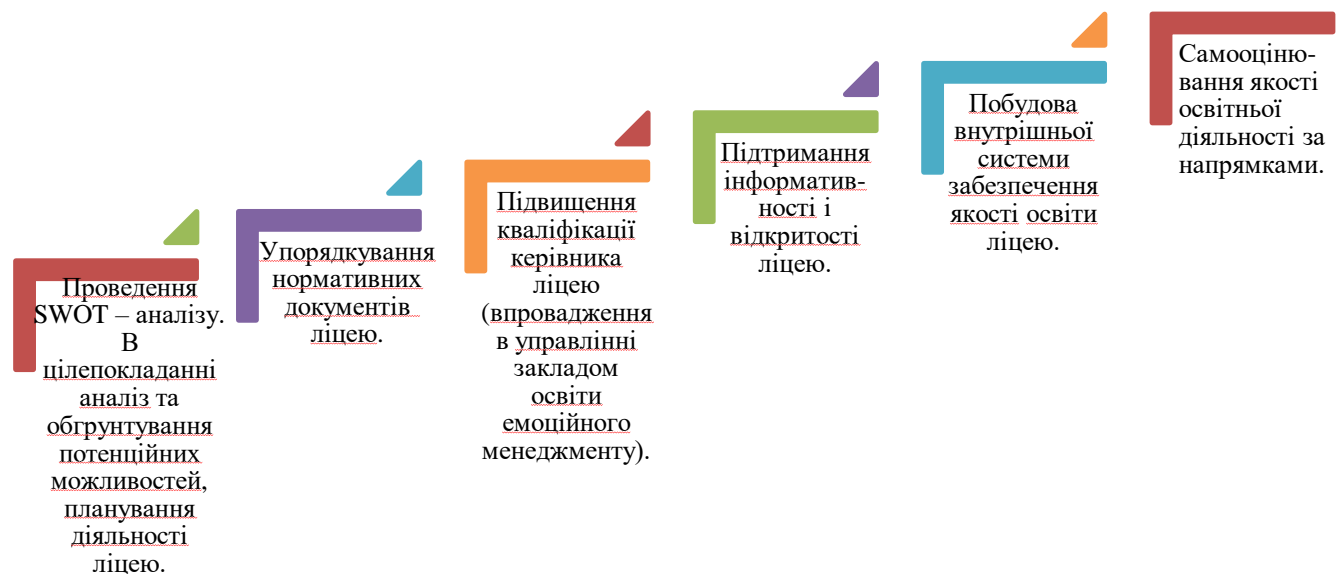 Проведення
SWOT – аналізу.
В
цілепокладанні
аналіз та
обгрунтування
потенційних
можливостей,
планування
діяльності
ліцею.
Упорядкування
нормативних
документів
ліцею.
Підвищення
кваліфікації
керівника
ліцею
(впровадження
в управлінні
закладом
освіти
емоційного
менеджменту).
Підтримання
інформатив-
ності і
відкритості
ліцею.
Побудова
внутрішньої
системи
забезпечення
якості освіти
ліцею.
Самооціню-
вання якості
освітньої
діяльності за
напрямками.